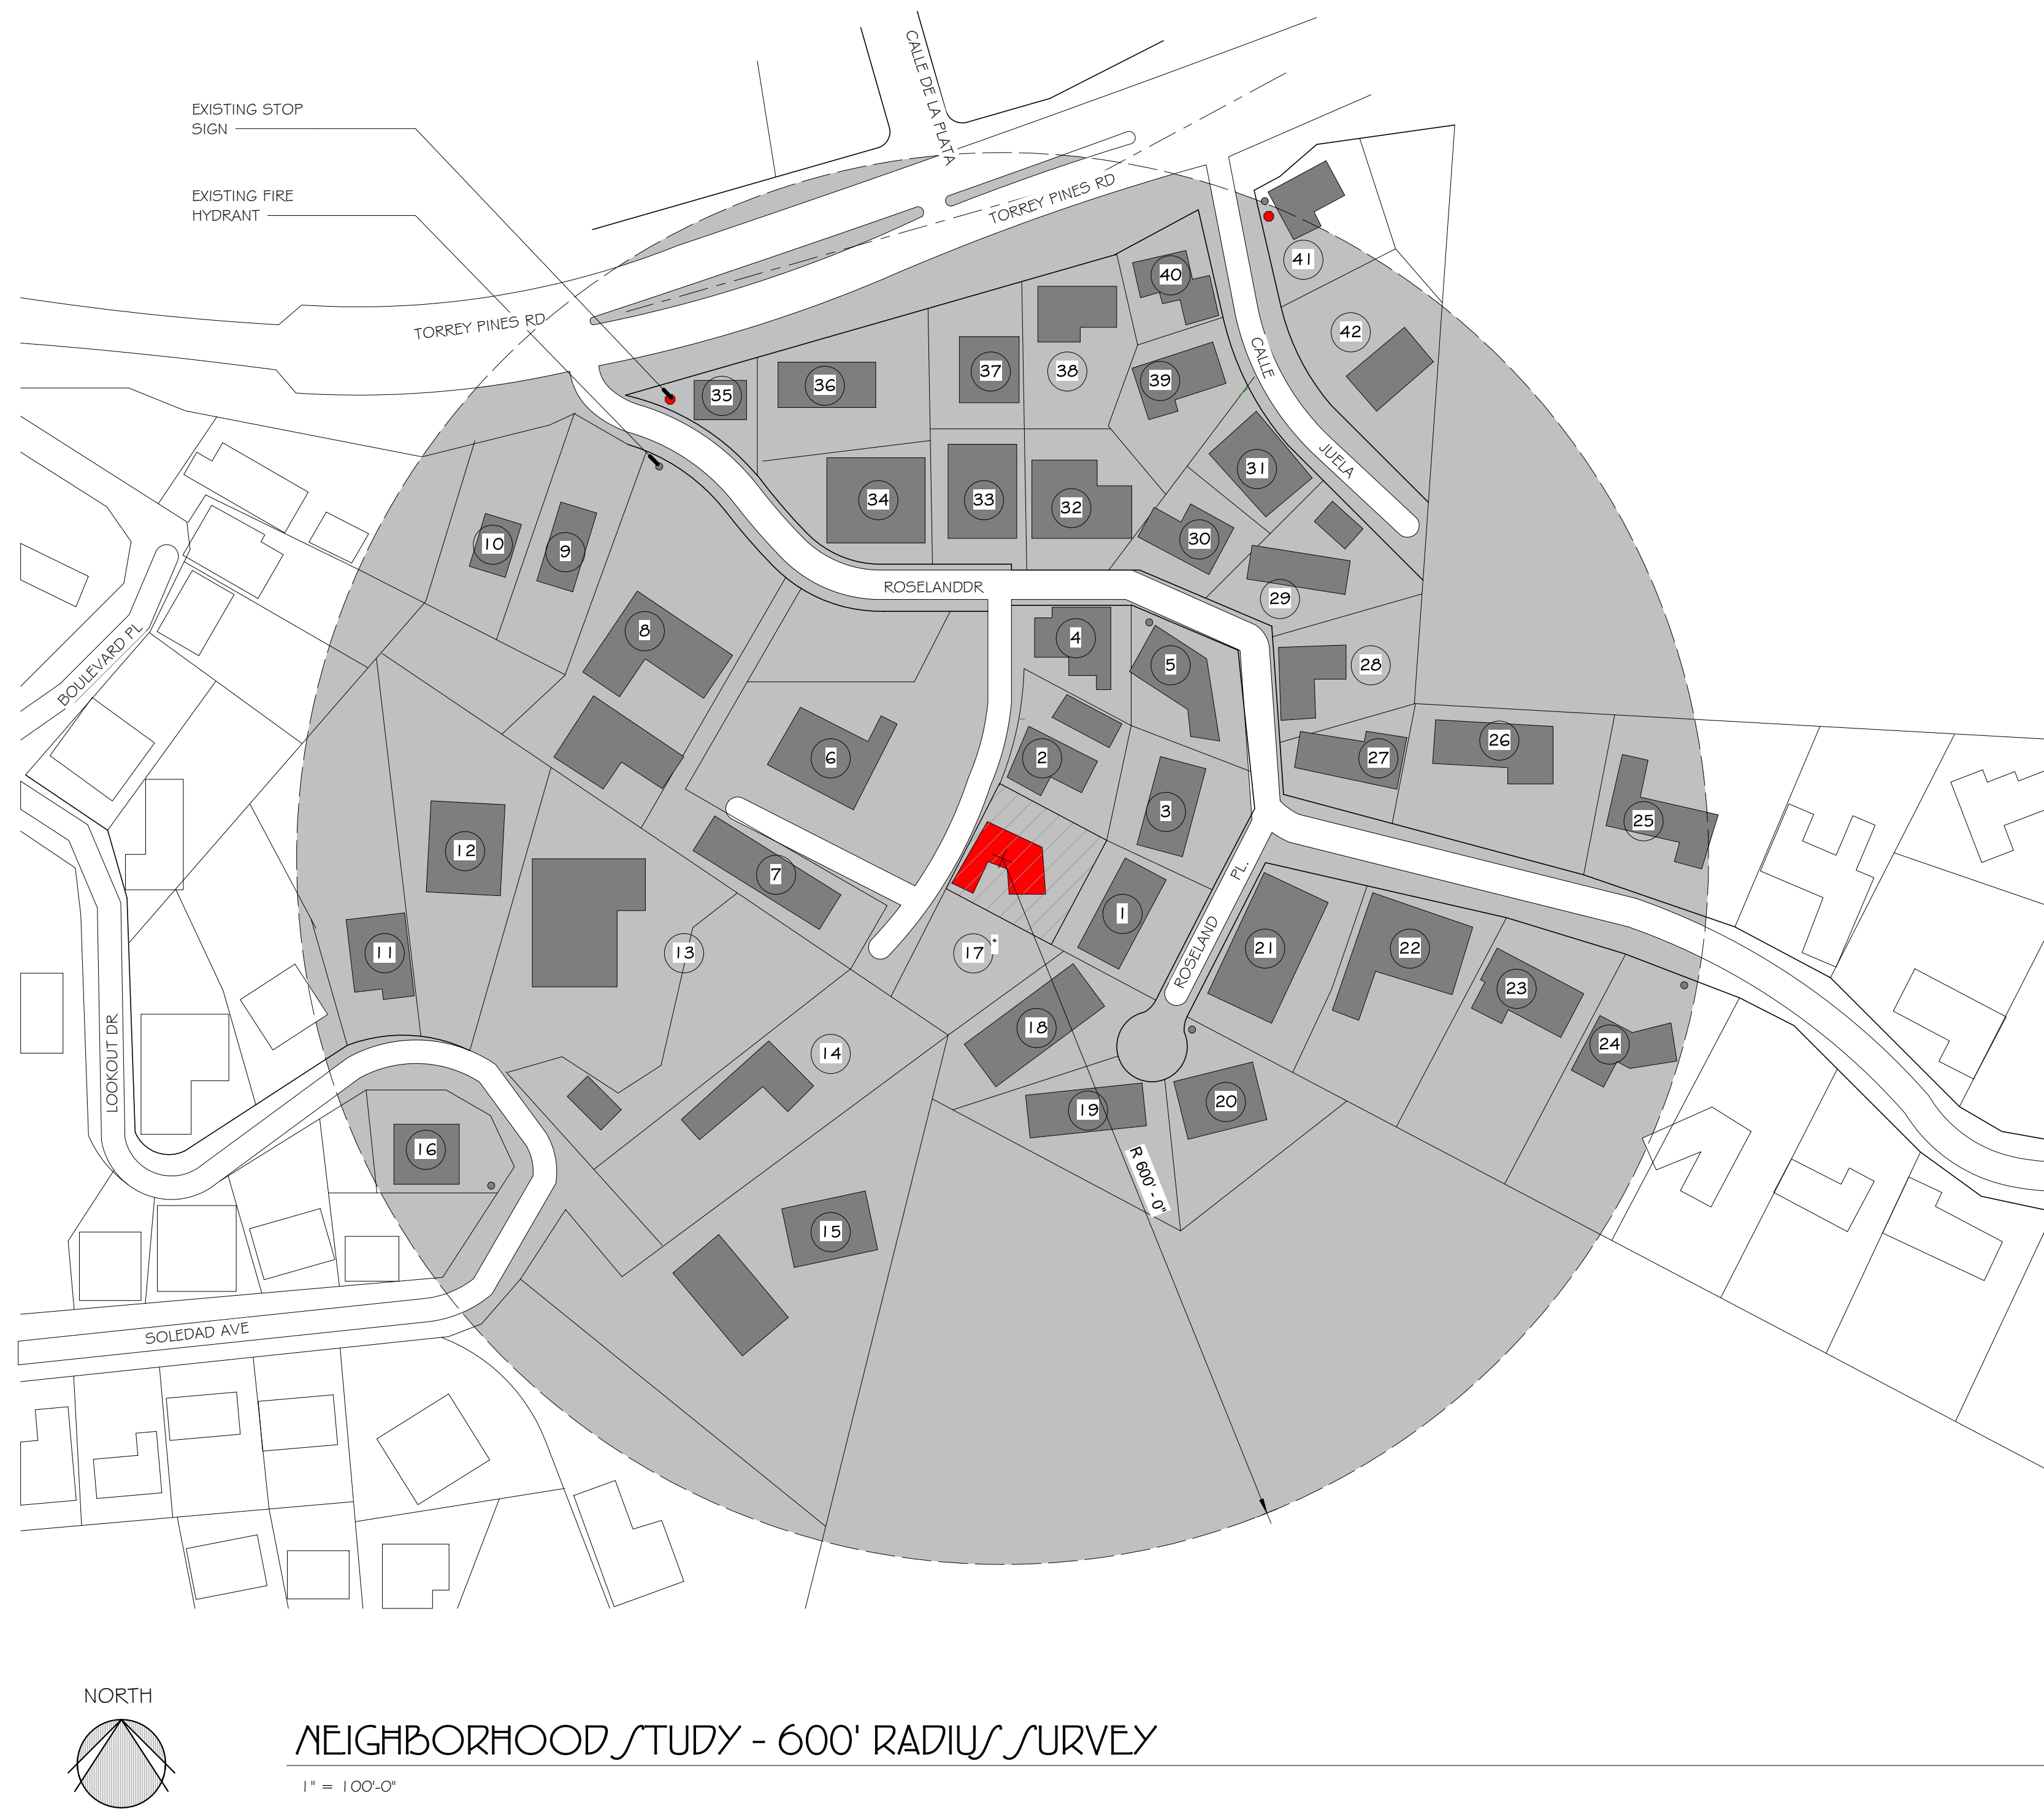 CALLE DE LA PLATA
EXISTING STOP
SIGN
EXISTING FIRE
HYDRANT
TORREY PINES RD
TORREY PINES RD
41
40
42
CALLE
JUELA
35
36
37
38
39
31
34
33
32
30
10
9
ROSELANDDR
29
8
4
5
28
BOULEVARD PL
6
2
27
26
3
25
12
7
ROSELAND PL.
1
11
13
17 *
21
22
23
LOOKOUT DR
18
24
14
19
20
16
R 600' - 0"
15
SOLEDAD AVE
NORTH
NEIGHBORHOOD STUDY - 600' RADIUS SURVEY
1" = 100'-0"